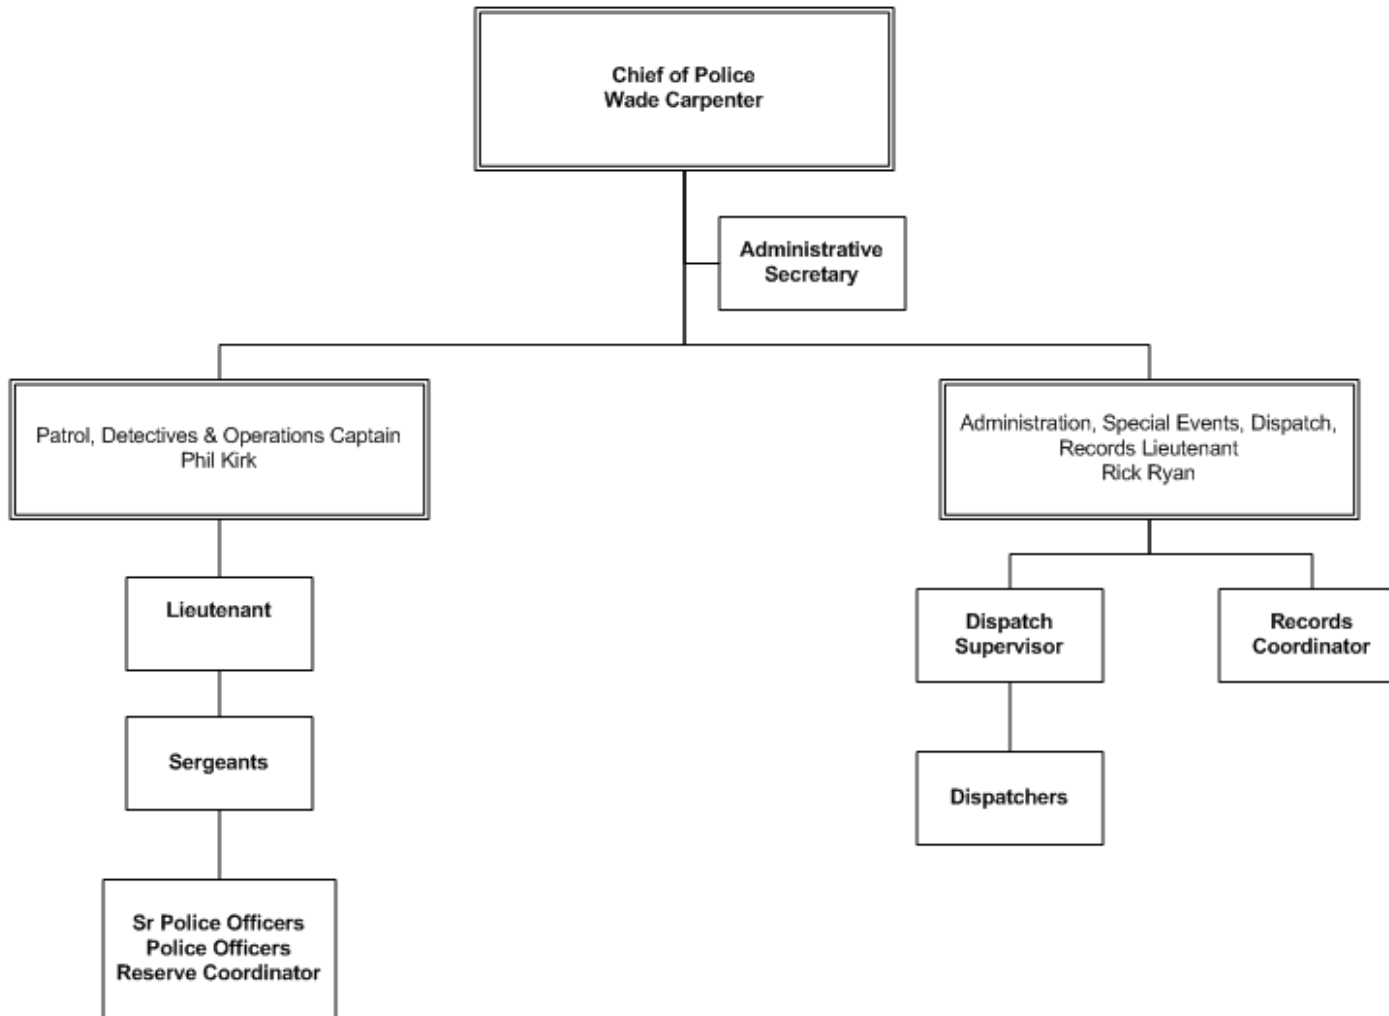 Chief of Police
Wade Carpenter
Administrative
Secretary
Patrol, Detectives & Operations Captain
Phil Kirk
Administration, Special Events, Dispatch,
Records Lieutenant
Rick Ryan
Lieutenant
Dispatch
Supervisor
Records
Coordinator
Sergeants
Dispatchers
Sr Police Officers
Police Officers
Reserve Coordinator